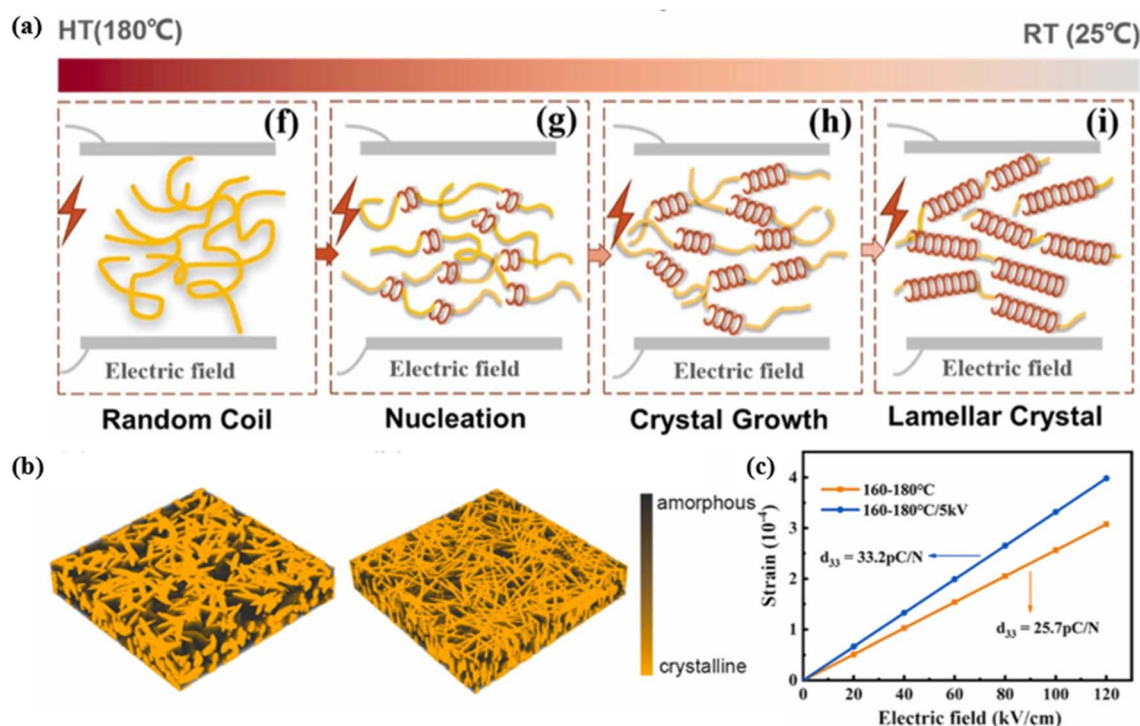 (a)
HT(180℃)
RT (25℃)
(f)
(g)
(h)
(i)
Electric field
Electric field
Electric field
Electric field
Random Coil
Nucleation
Crystal Growth
Lamellar Crystal
(b)
amorphous
crystalline
(c)
4
3
2
1
0
Strain (10⁻⁴)
160-180℃
160-180℃/5kV
d₃₃ = 33.2pC/N
d₃₃ = 25.7pC/N
20 40 60 80 100 120
Electric field (kV/cm)